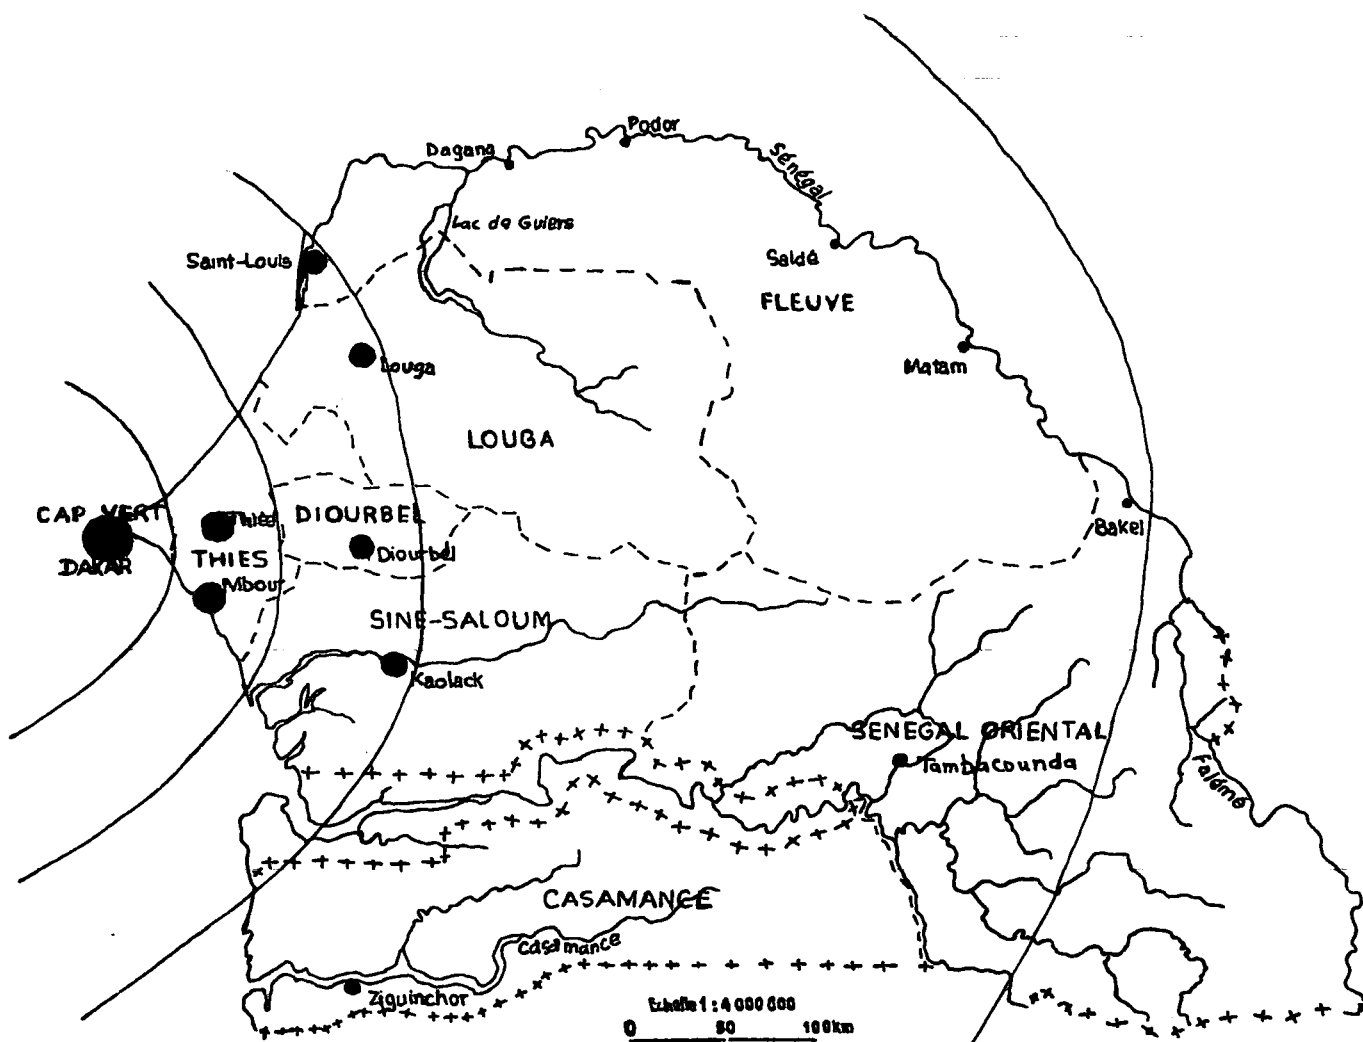 Podor
Dagana
Sénégal
Lac de Guiers
Saint-Louis
Saldé
FLEUVE
Louga
Matam
LOUGA
CAP VERT
Thiès
DIOURBEL
Bakel
DAKAR
THIES
Diourbel
Mbour
SINE-SALOUM
Kaolack
SENEGAL ORIENTAL
Tambacounda
Falémé
CASAMANCE
Casamance
Ziguinchor
Echelle 1 : 4 000 000
0 50 100km